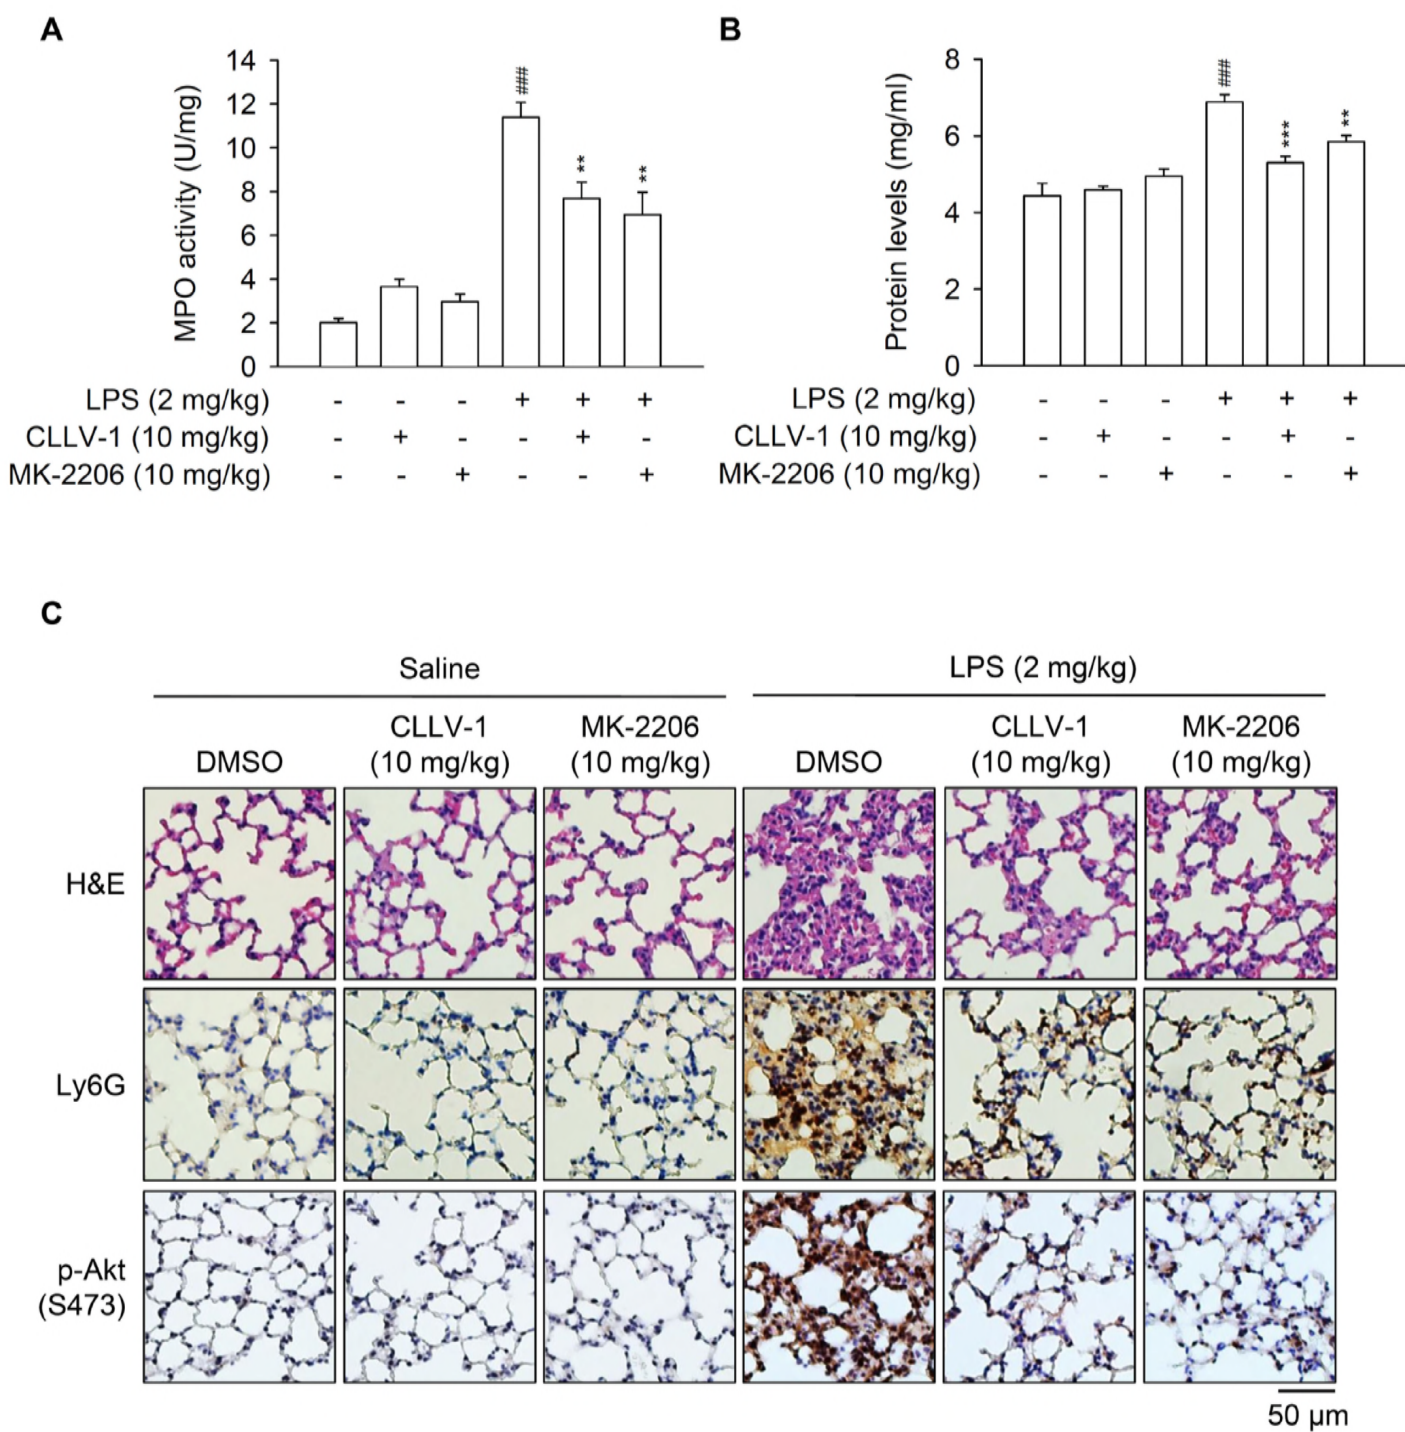 A
MPO activity (U/mg)
14
12
10
8
6
4
2
0
###
**
**
LPS (2 mg/kg) - - - + + +
CLLV-1 (10 mg/kg) - + - - + -
MK-2206 (10 mg/kg) - - + - - +
B
Protein levels (mg/ml)
8
6
4
2
0
###
***
**
LPS (2 mg/kg) - - - + + +
CLLV-1 (10 mg/kg) - + - - + -
MK-2206 (10 mg/kg) - - + - - +
C
Saline
LPS (2 mg/kg)
DMSO
CLLV-1
(10 mg/kg)
MK-2206
(10 mg/kg)
DMSO
CLLV-1
(10 mg/kg)
MK-2206
(10 mg/kg)
H&E
Ly6G
p-Akt
(S473)
50 µm